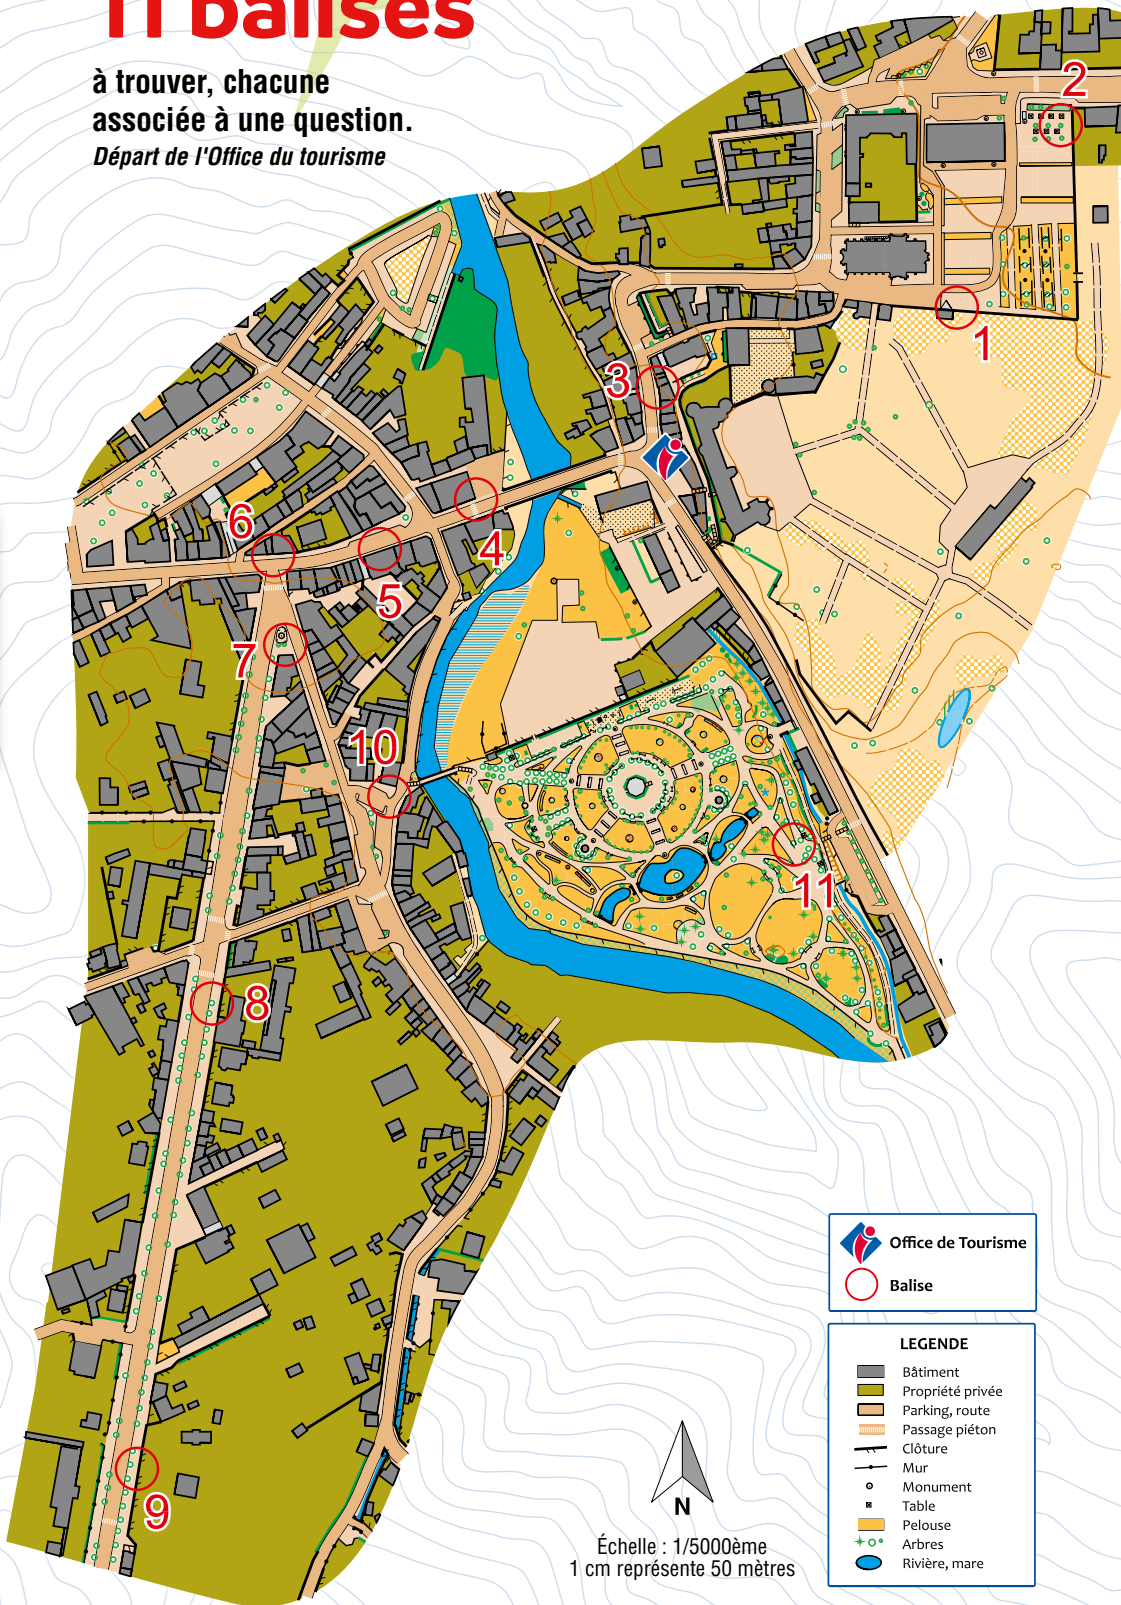 11 balises
à trouver, chacune
associée à une question.
Départ de l'Office du tourisme
2
1
3
6
4
5
7
10
11
8
9
Office de Tourisme
Balise
LEGENDE
Bâtiment
Propriété privée
Parking, route
Passage piéton
Clôture
Mur
Monument
Table
Pelouse
Arbres
Rivière, mare
N
Échelle : 1/5000ème
1 cm représente 50 mètres